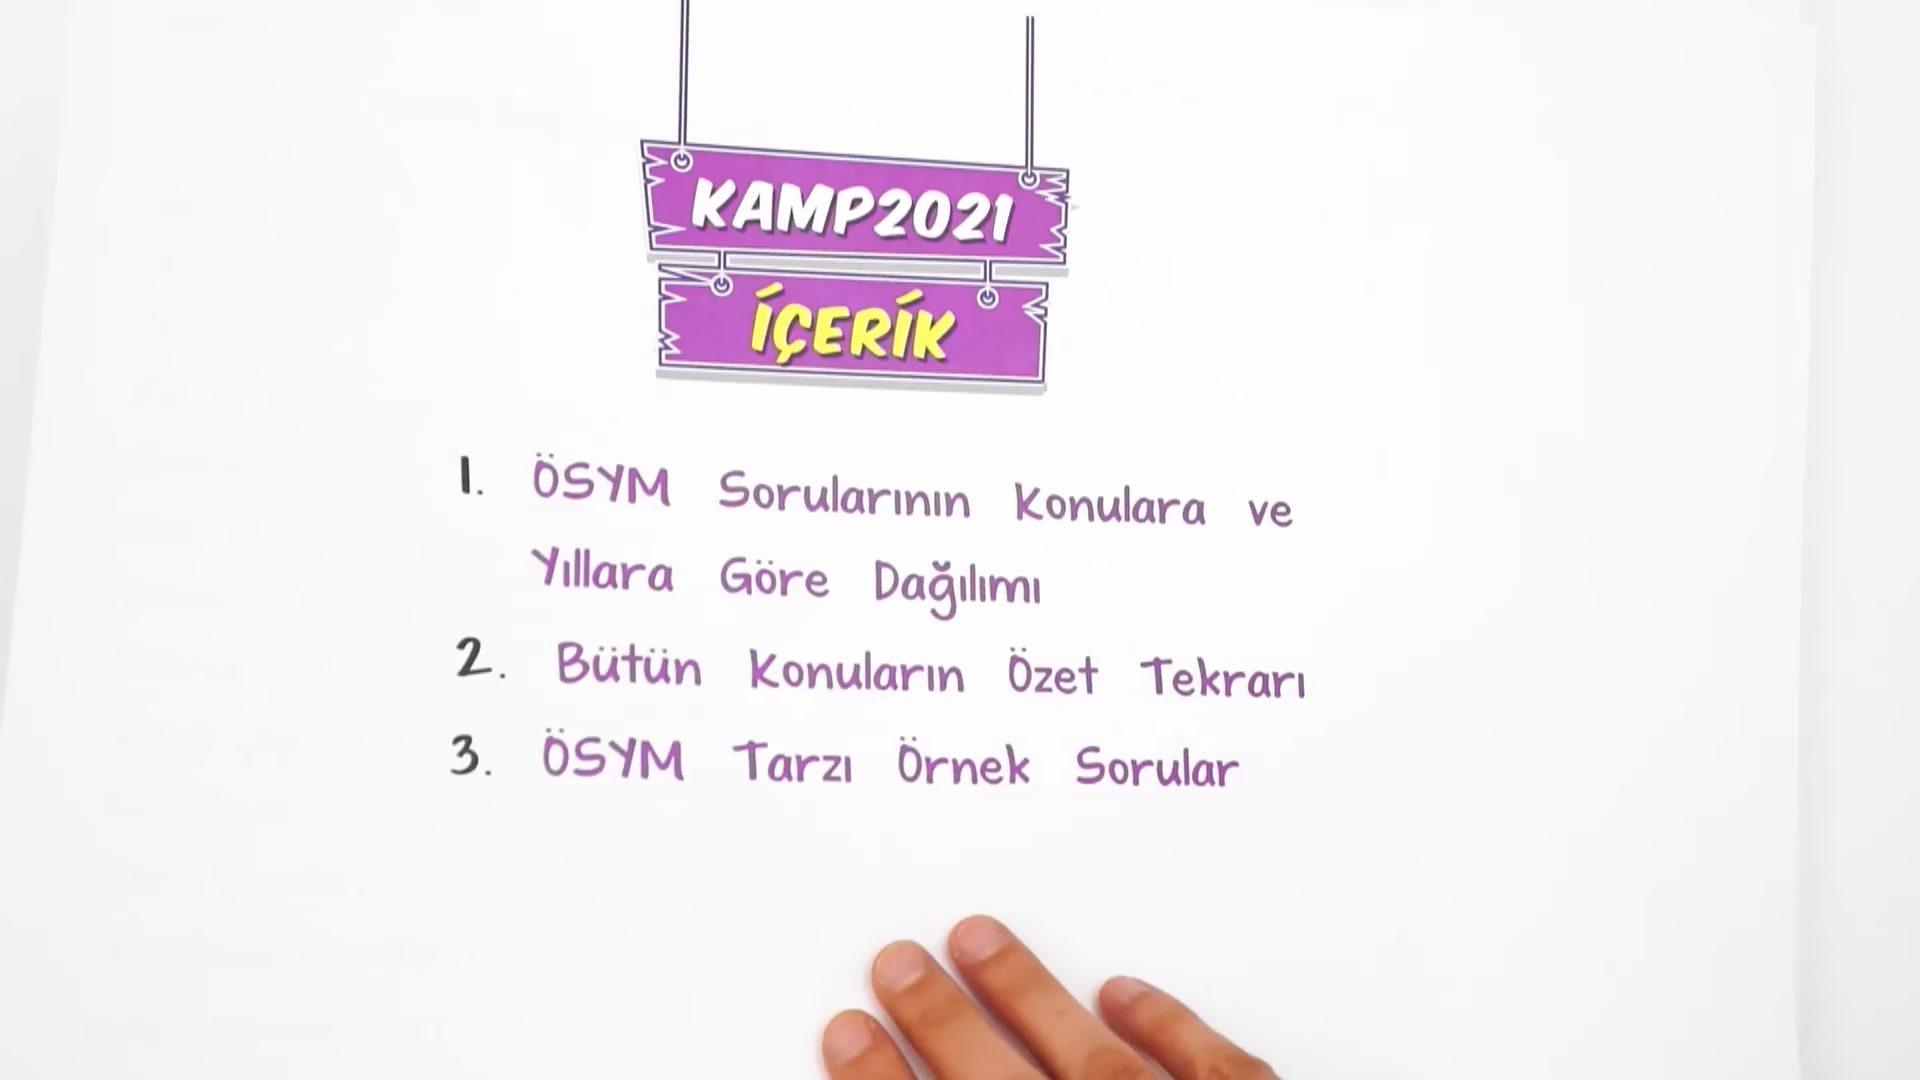 KAMP2021
İÇERİK
1. ÖSYM Sorularının Konulara ve
Yıllara Göre Dağılımı
2. Bütün Konuların Özet Tekrarı
3. ÖSYM Tarzı Örnek Sorular